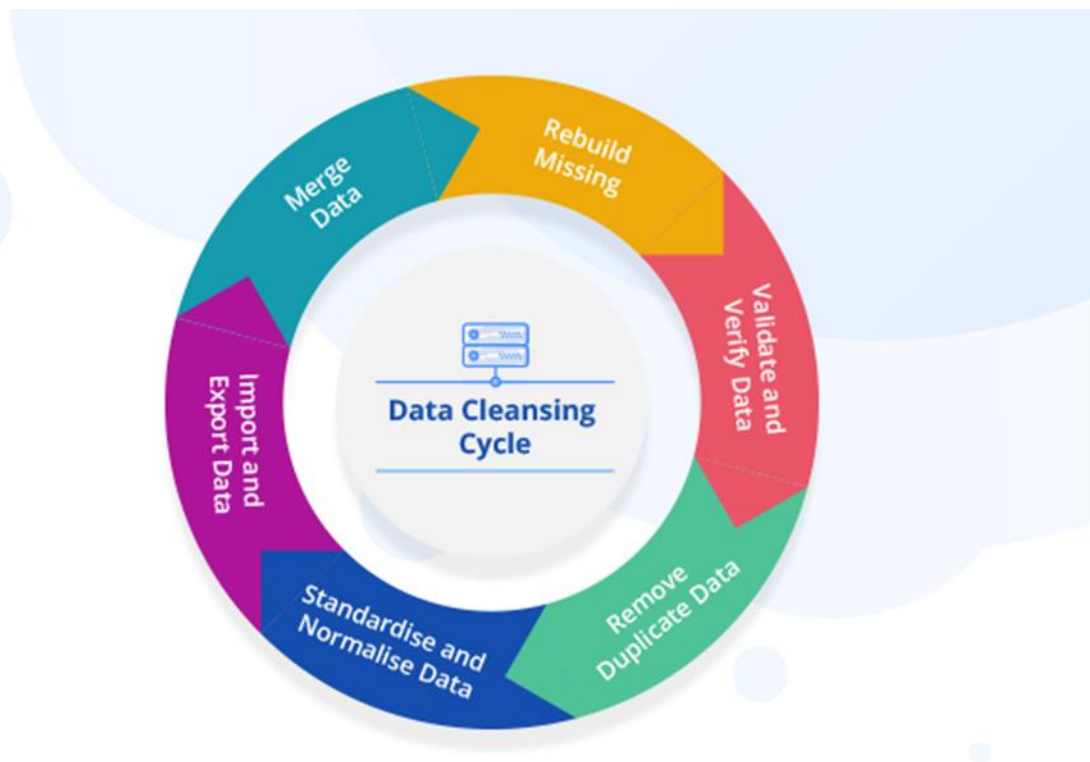 Rebuild
Missing
Validate and
Verify Data
Remove
Duplicate Data
Standardise and
Normalise Data
Import and
Export Data
Merge
Data
Data Cleansing
Cycle